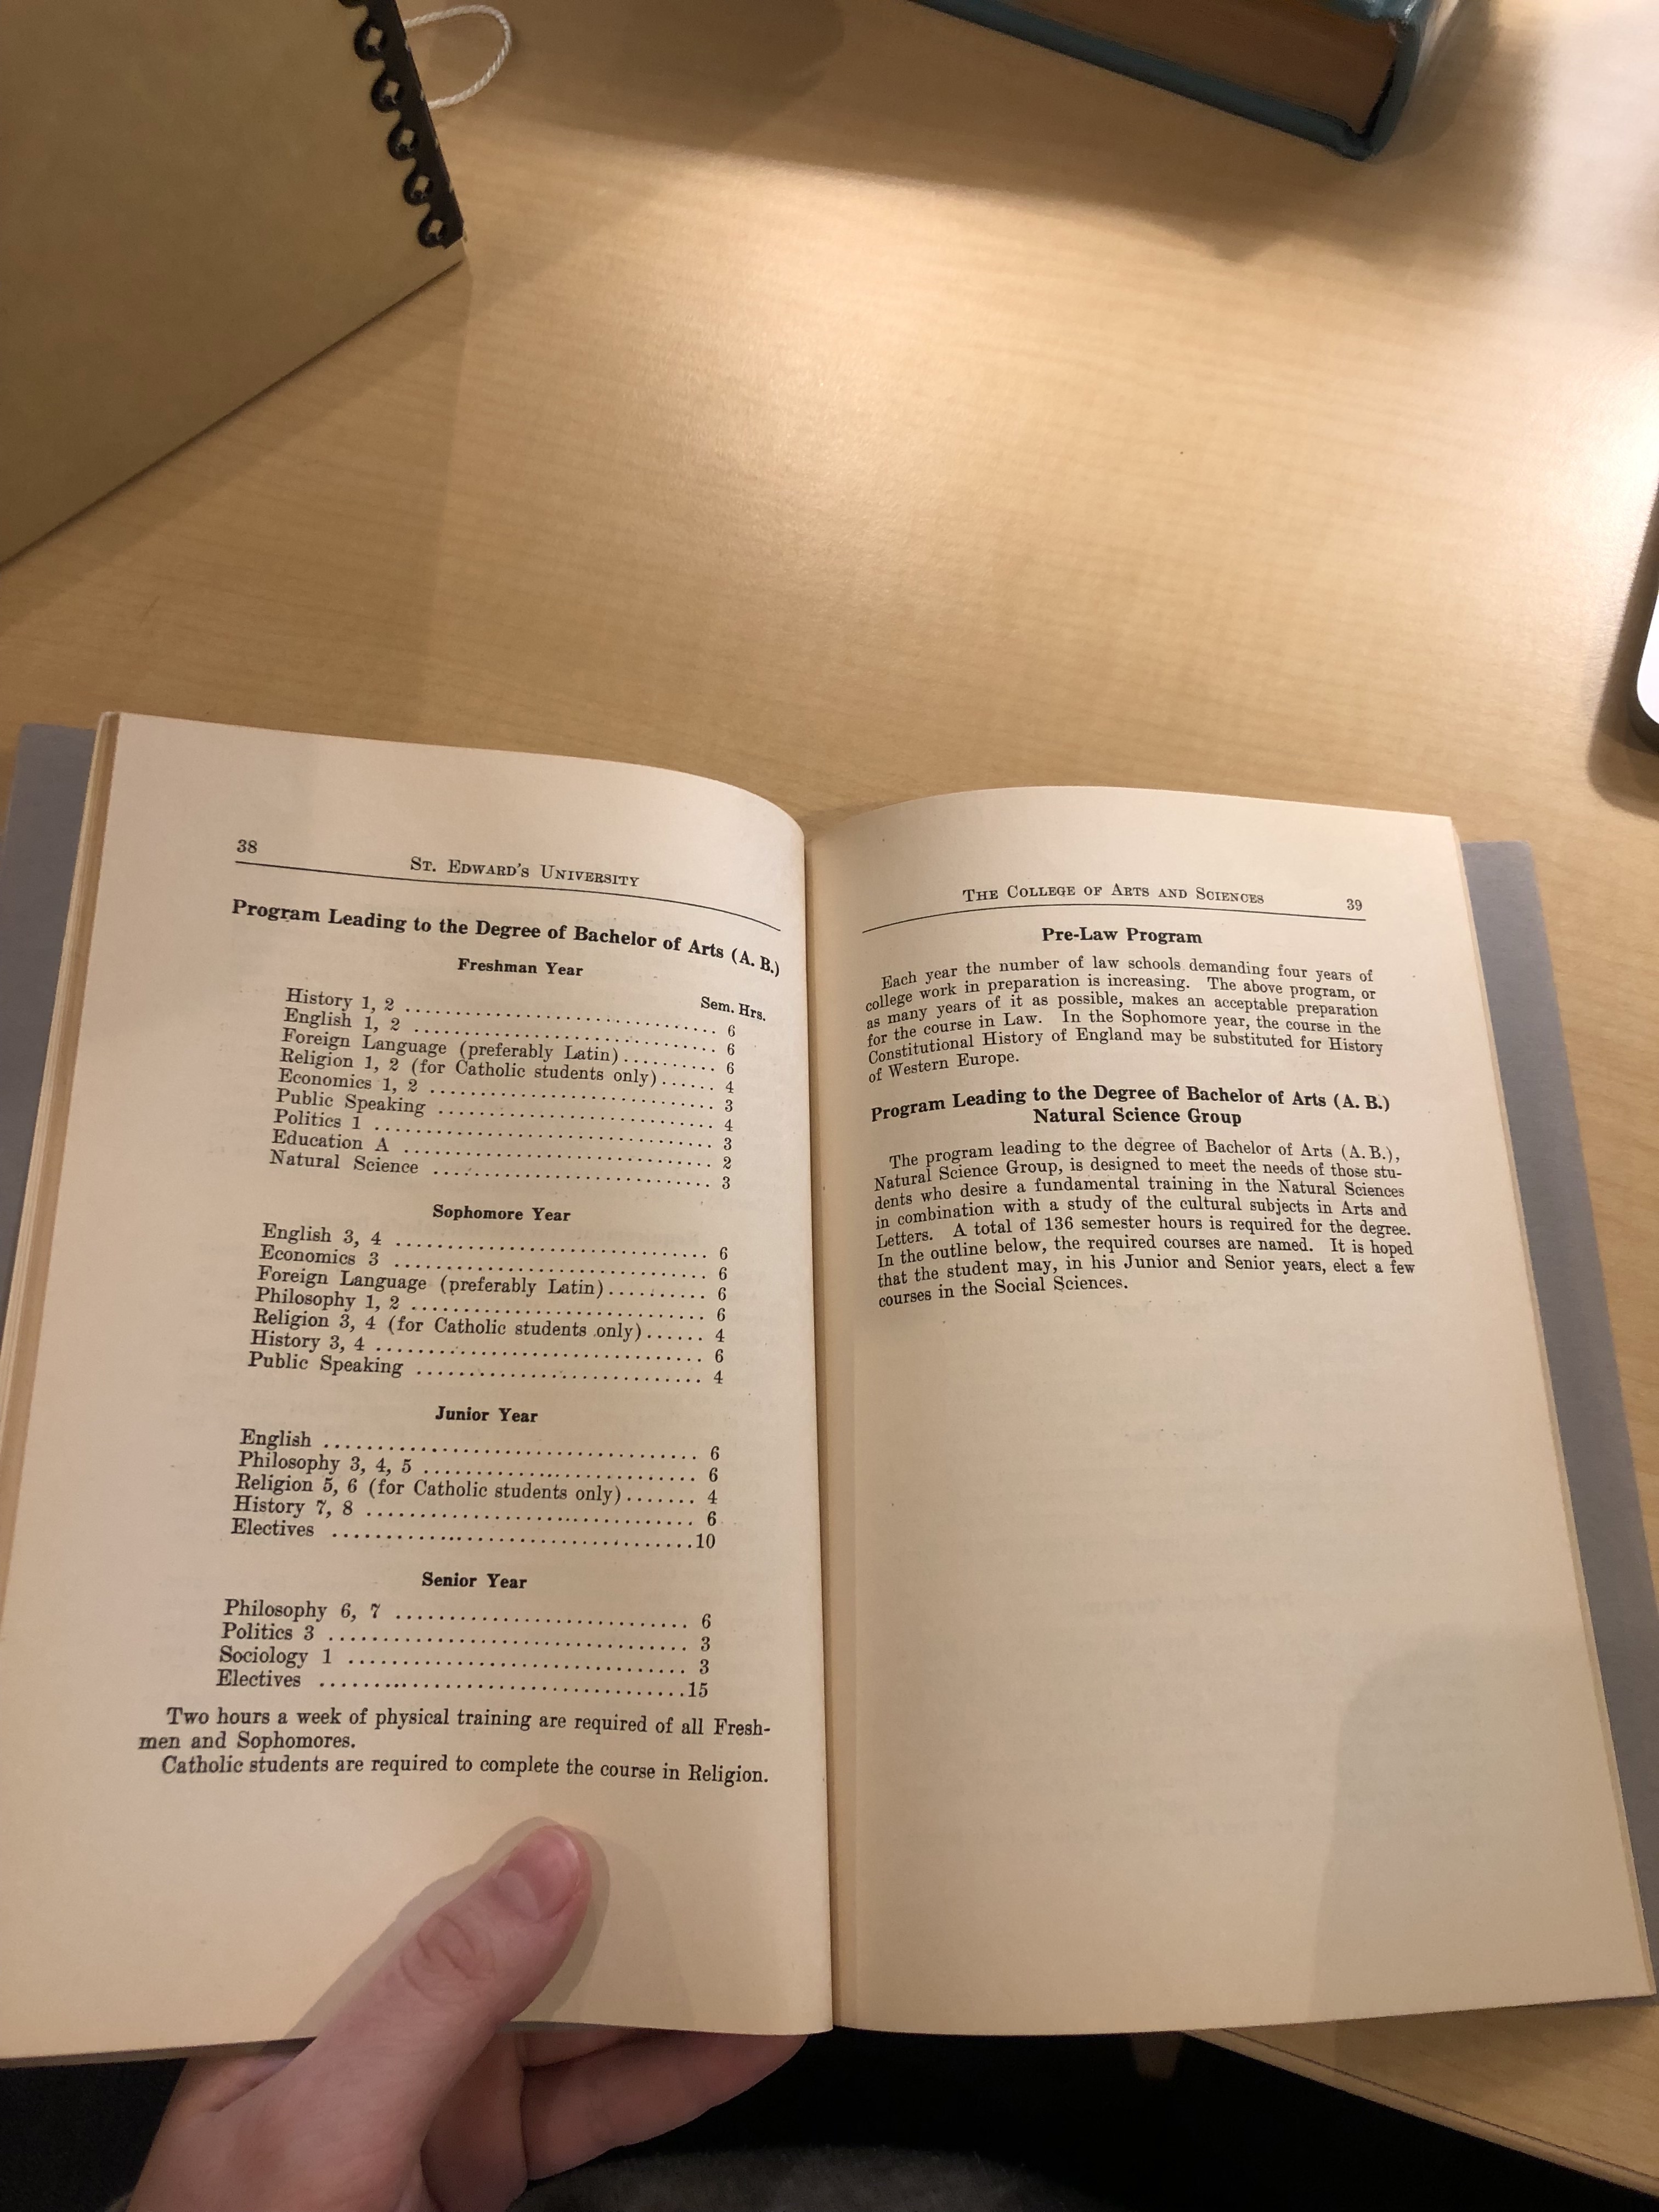 38
St. Edward's University
Program Leading to the Degree of Bachelor of Arts (A. B.)
Freshman Year
Sem. Hrs.
History 1, 2 .......... 6
English 1, 2 .......... 6
Foreign Language (preferably Latin) .......... 6
Religion 1, 2 (for Catholic students only) ...... 4
Economics 1, 2 .......... 3
Public Speaking .......... 4
Politics 1 .......... 3
Education A .......... 2
Natural Science .......... 3
Sophomore Year
English 3, 4 .......... 6
Economics 3 .......... 6
Foreign Language (preferably Latin) .......... 6
Philosophy 1, 2 .......... 6
Religion 3, 4 (for Catholic students only) ...... 4
History 3, 4 .......... 6
Public Speaking .......... 4
Junior Year
English .......... 6
Philosophy 3, 4, 5 .......... 6
Religion 5, 6 (for Catholic students only) ....... 4
History 7, 8 .......... 6
Electives .......... 10
Senior Year
Philosophy 6, 7 .......... 6
Politics 3 .......... 3
Sociology 1 .......... 3
Electives .......... 15
Two hours a week of physical training are required of all Fresh-
men and Sophomores.
Catholic students are required to complete the course in Religion.
The College of Arts and Sciences
39
Pre-Law Program
Each year the number of law schools demanding four years of
college work in preparation is increasing. The above program, or
as many years of it as possible, makes an acceptable preparation
for the course in Law. In the Sophomore year, the course in the
Constitutional History of England may be substituted for History
of Western Europe.
Program Leading to the Degree of Bachelor of Arts (A. B.)
Natural Science Group
The program leading to the degree of Bachelor of Arts (A. B.),
Natural Science Group, is designed to meet the needs of those stu-
dents who desire a fundamental training in the Natural Sciences
in combination with a study of the cultural subjects in Arts and
Letters. A total of 136 semester hours is required for the degree.
In the outline below, the required courses are named. It is hoped
that the student may, in his Junior and Senior years, elect a few
courses in the Social Sciences.